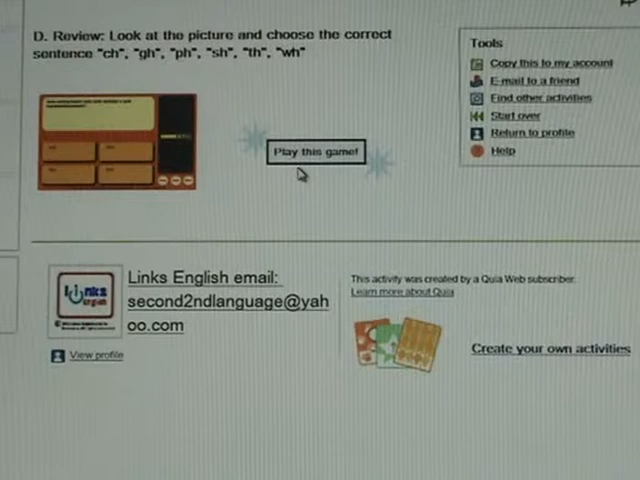 D. Review: Look at the picture and choose the correct
sentence "ch", "gh", "ph", "sh", "th", "wh"
Play this game!
Tools
Copy this to my account
E-mail to a friend
Find other activities
Start over
Return to profile
Help
Links English email:
second2ndlanguage@yah
oo.com
View profile
This activity was created by a Quia Web subscriber.
Learn more about Quia
Create your own activities